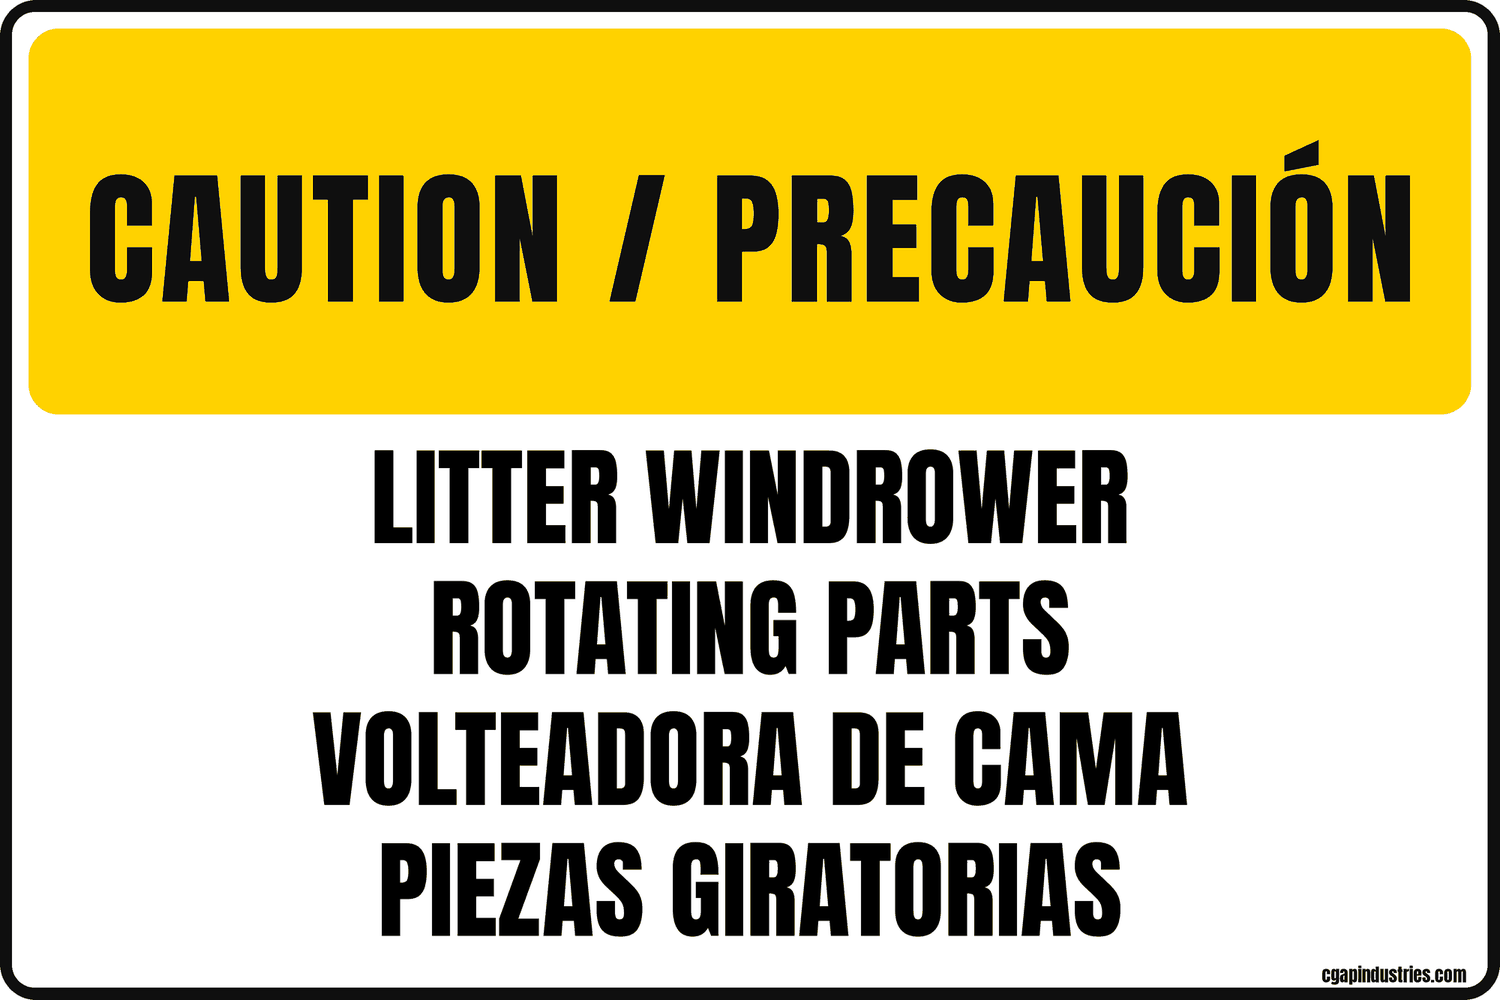 CAUTION / PRECAUCIÓN
LITTER WINDROWER
ROTATING PARTS
VOLTEADORA DE CAMA
PIEZAS GIRATORIAS
cgapindustries.com